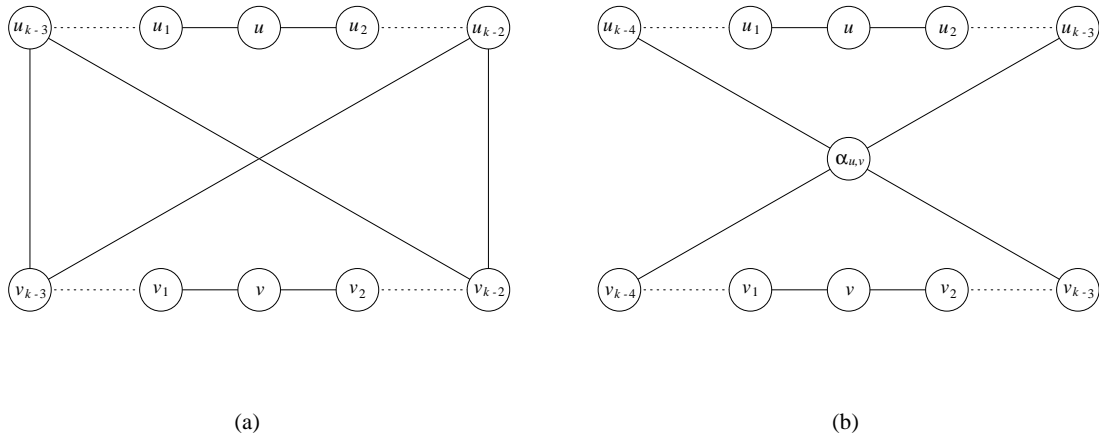 u_{k-3} u_1 u u_2 u_{k-2}
v_{k-3} v_1 v v_2 v_{k-2}
(a)
u_{k-4} u_1 u u_2 u_{k-3}
α_{u,v}
v_{k-4} v_1 v v_2 v_{k-3}
(b)